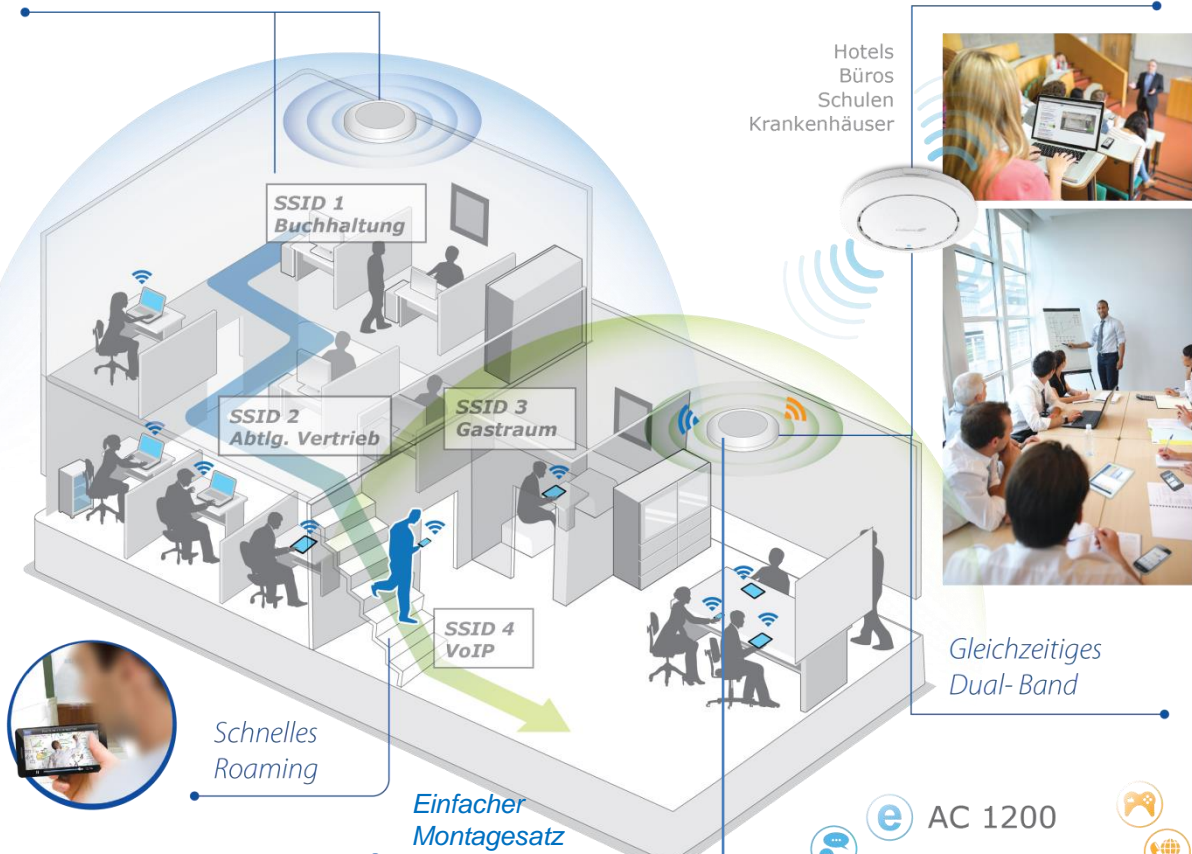 Hotels
Büros
Schulen
Krankenhäuser
SSID 1
Buchhaltung
SSID 2
Abtlg. Vertrieb
SSID 3
Gastraum
SSID 4
VoIP
Gleichzeitiges
Dual- Band
Schnelles
Roaming
Einfacher
Montagesatz
e AC 1200